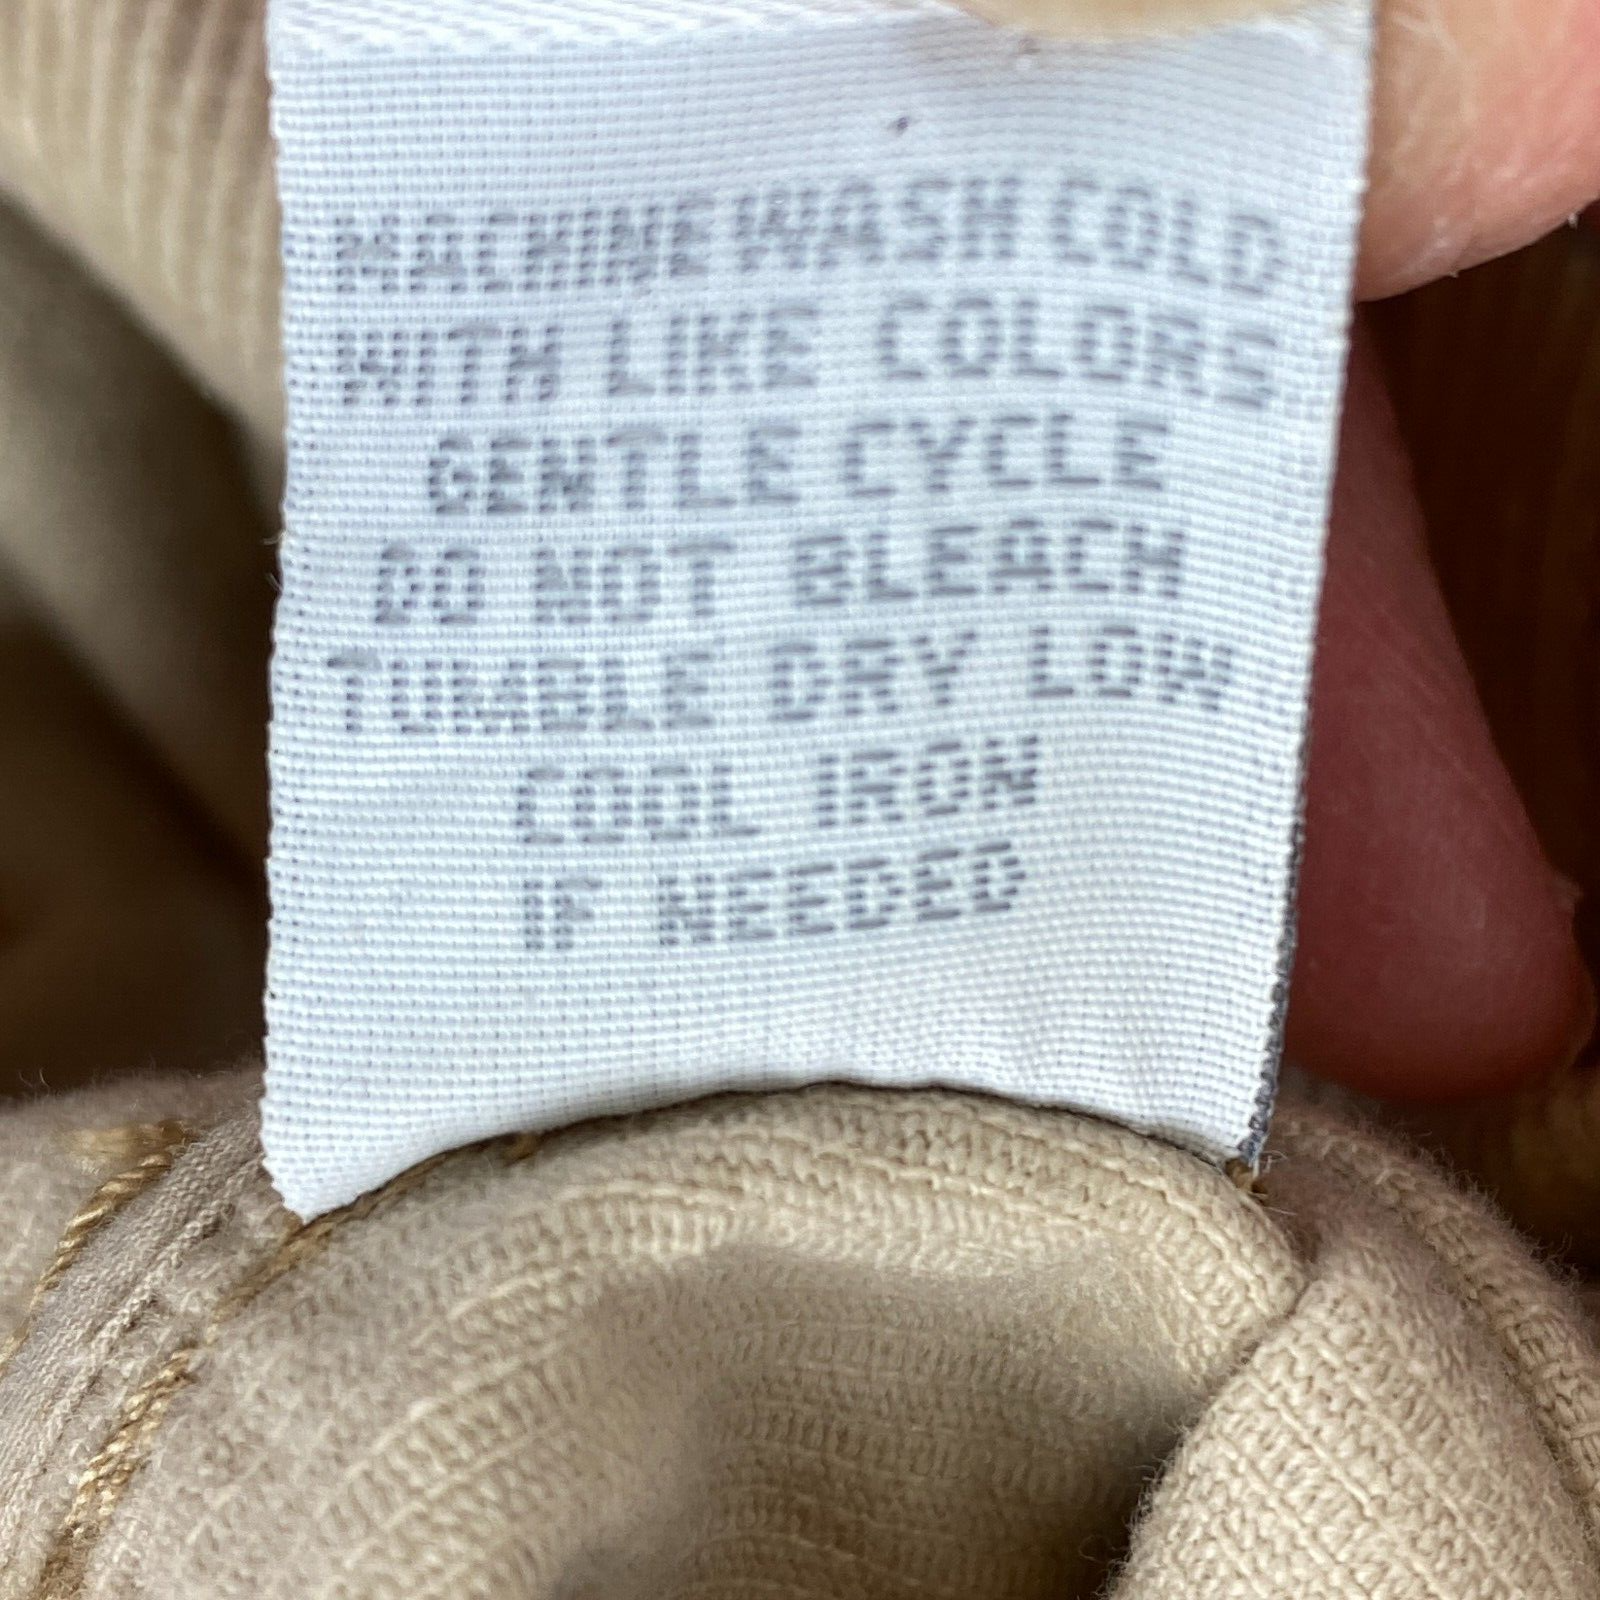 MACHINE WASH COLD
WITH LIKE COLORS
GENTLE CYCLE
DO NOT BLEACH
TUMBLE DRY LOW
COOL IRON
IF NEEDED